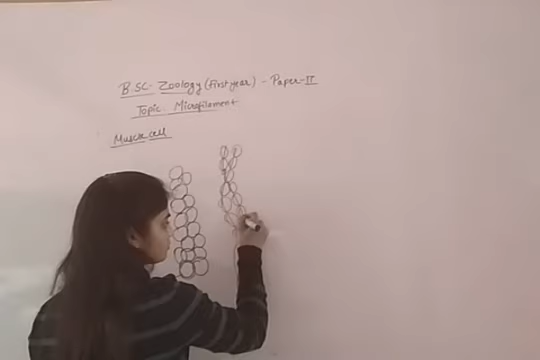 B.Sc. Zoology (First year) - Paper-II
Topic. Microfilament
Muscle cell